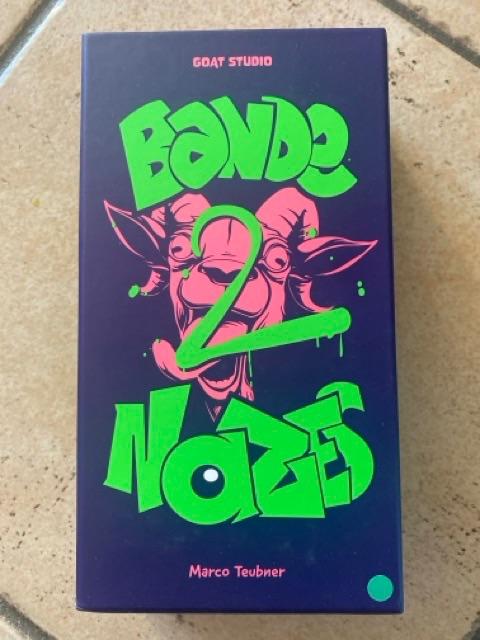 GOAT STUDIO
BANDE
2
NAZES
Marco Teubner